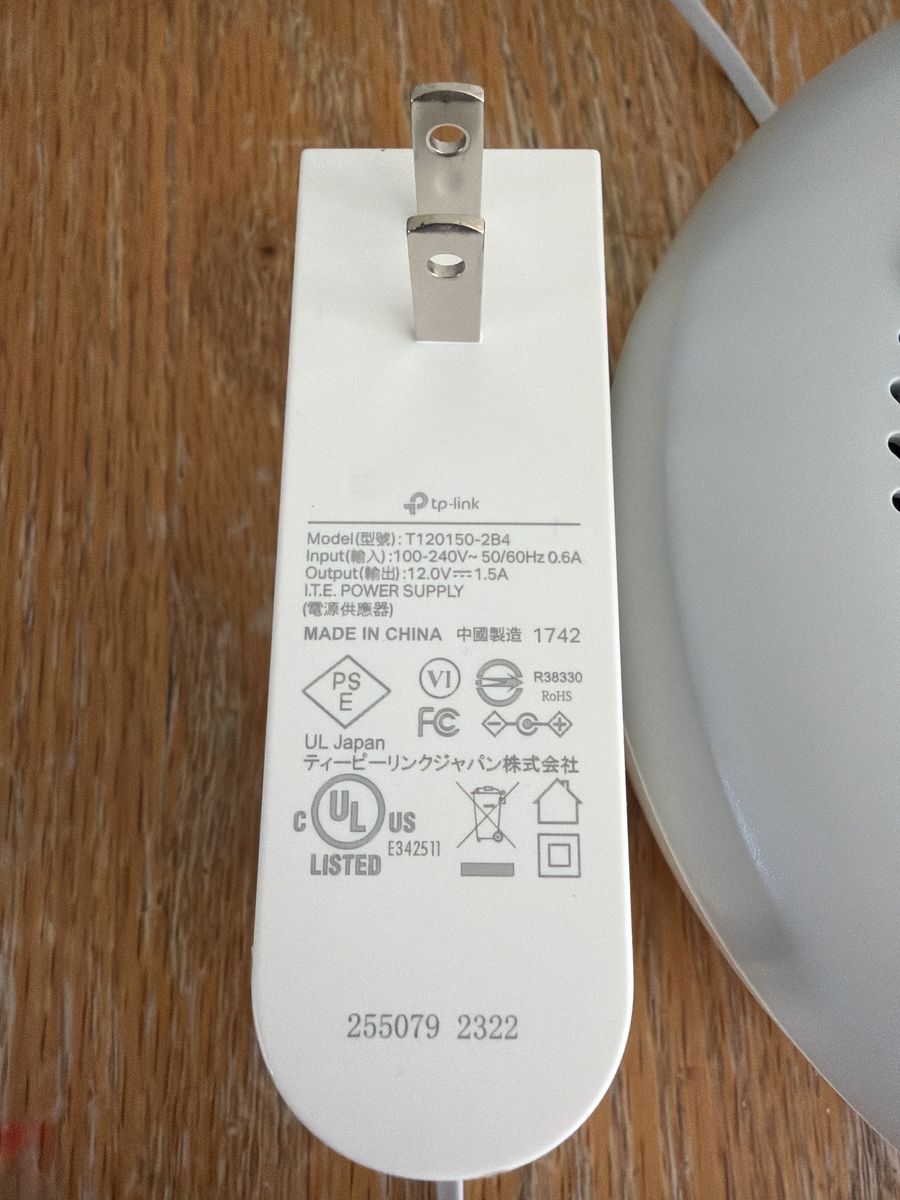 tp-link
Model(型號): T120150-2B4
Input(輸入):100-240V~ 50/60Hz 0.6A
Output(輸出):12.0V⎓1.5A
I.T.E. POWER SUPPLY
(電源供應器)
MADE IN CHINA 中國製造 1742
PS
E
VI
R38330
RoHS
FC
UL Japan
ティーピーリンクジャパン株式会社
C UL US
E342511
LISTED
255079 2322